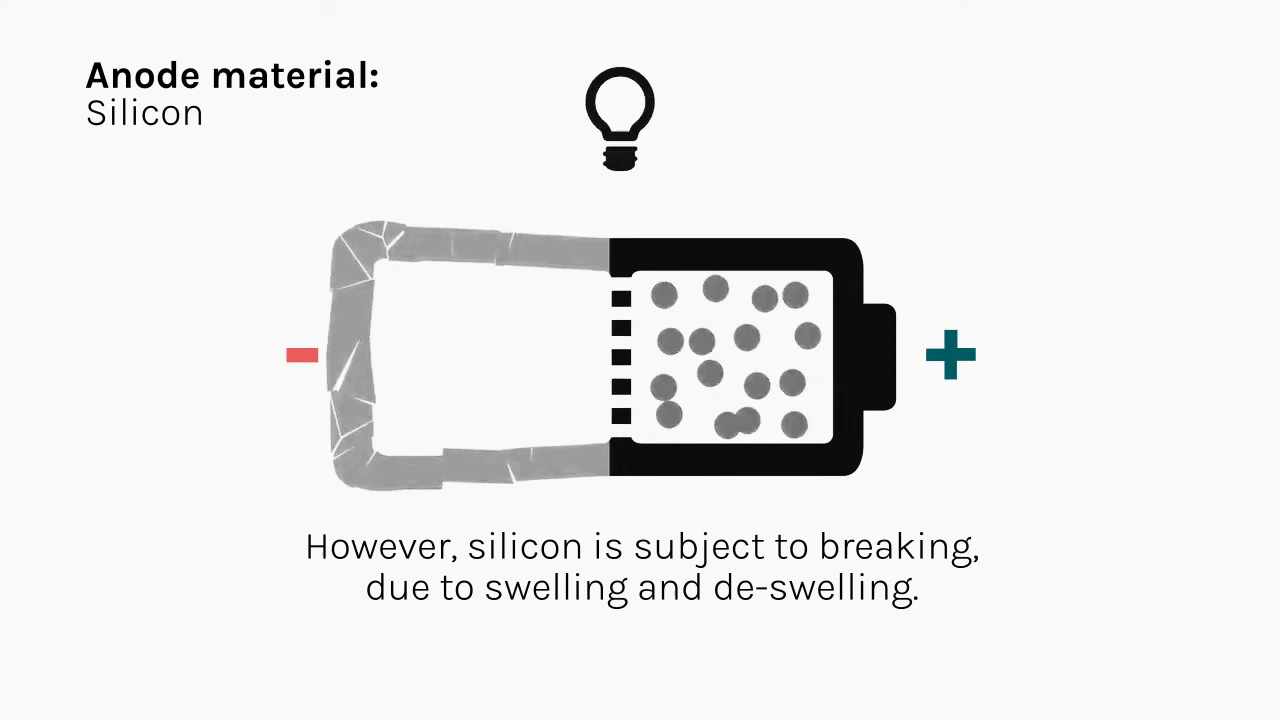 Anode material:
Silicon
-
+
However, silicon is subject to breaking,
due to swelling and de-swelling.